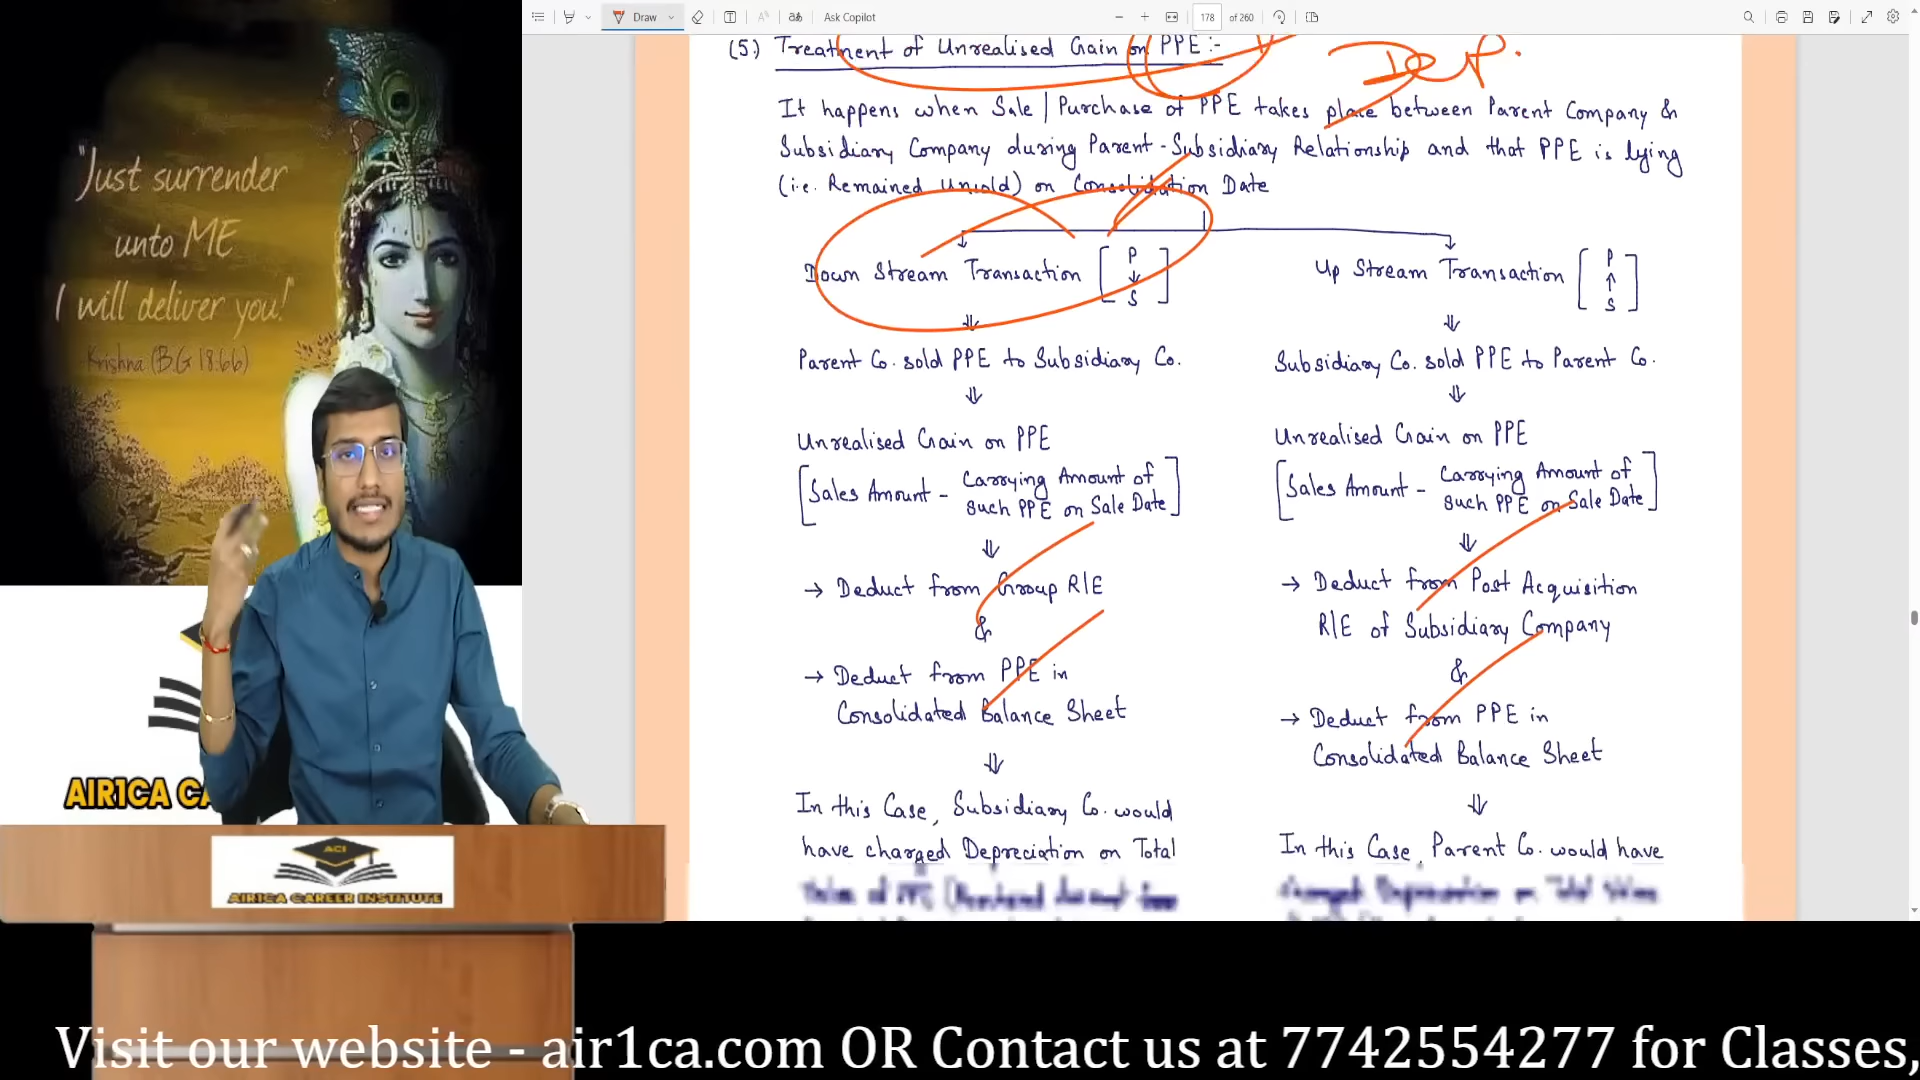 Draw
Ask Copilot
178 of 260
(5) Treatment of Unrealised Gain on PPE :-
D P.
It happens when Sale | Purchase of PPE takes place between Parent Company &
Subsidiary Company during Parent - Subsidiary Relationship and that PPE is lying
(i.e. Remained Unsold) on Consolidation Date
Down Stream Transaction [ P ↓ S ]
Parent Co. sold PPE to Subsidiary Co.
Unrealised Gain on PPE
[Sales Amount - Carrying Amount of
such PPE on Sale Date]
→ Deduct from Group R/E
&
→ Deduct from PPE in
Consolidated Balance Sheet
In this Case, Subsidiary Co. would
have charged Depreciation on Total
Up Stream Transaction [ P ↑ S ]
Subsidiary Co. sold PPE to Parent Co.
Unrealised Gain on PPE
[Sales Amount - Carrying Amount of
such PPE on Sale Date]
→ Deduct from Post Acquisition
R/E of Subsidiary Company
&
→ Deduct from PPE in
Consolidated Balance Sheet
In this Case, Parent Co. would have
"Just surrender
unto ME
I will deliver you!"
Krishna (B.G 18.66)
AIR1CA CA
ACI
AIR1CA CAREER INSTITUTE
Visit our website - air1ca.com OR Contact us at 7742554277 for Classes,